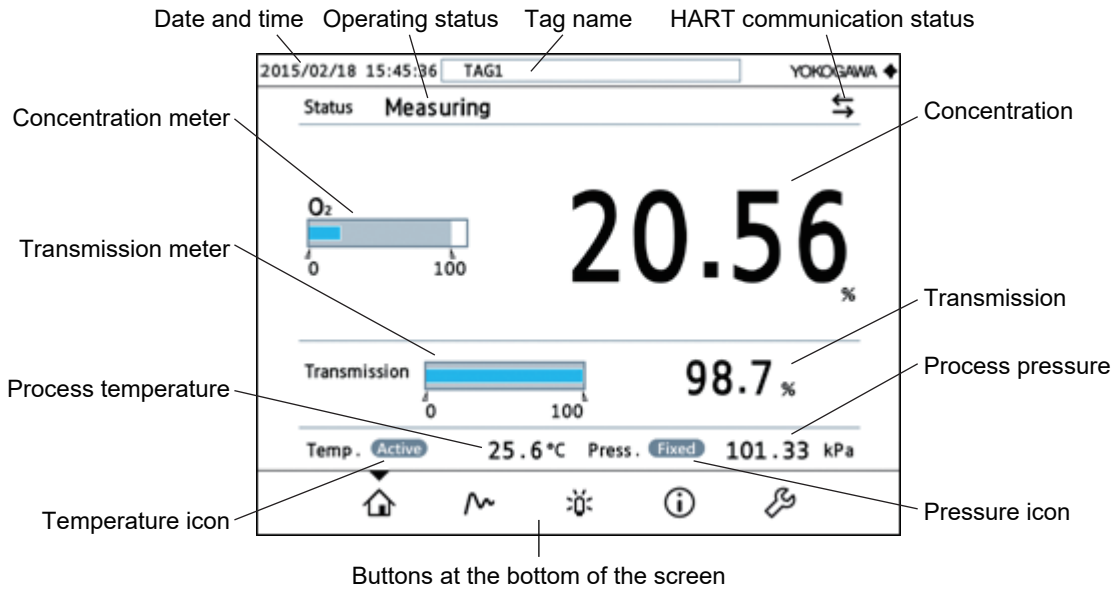 Date and time Operating status Tag name HART communication status
2015/02/18 15:45:36 TAG1 YOKOGAWA
Status Measuring
Concentration meter
Concentration
O2
20.56
%
0 100
Transmission meter
Transmission
Transmission
98.7 %
0 100
Process temperature
Process pressure
Temp. Active 25.6 °C Press. Fixed 101.33 kPa
Temperature icon
Pressure icon
Buttons at the bottom of the screen